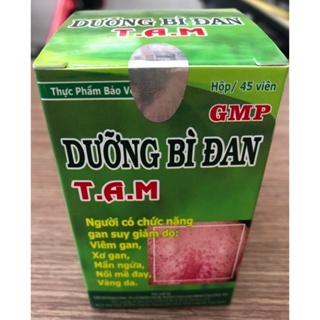 DƯỠNG BÌ ĐAN
T.A.M
Thực Phẩm Bảo Vệ
Hộp/ 45 viên
GMP
DƯỠNG BÌ ĐAN
T.A.M
Người có chức năng
gan suy giảm do:
Viêm gan,
Xơ gan,
Mẩn ngứa,
Nổi mề đay,
Vàng da.